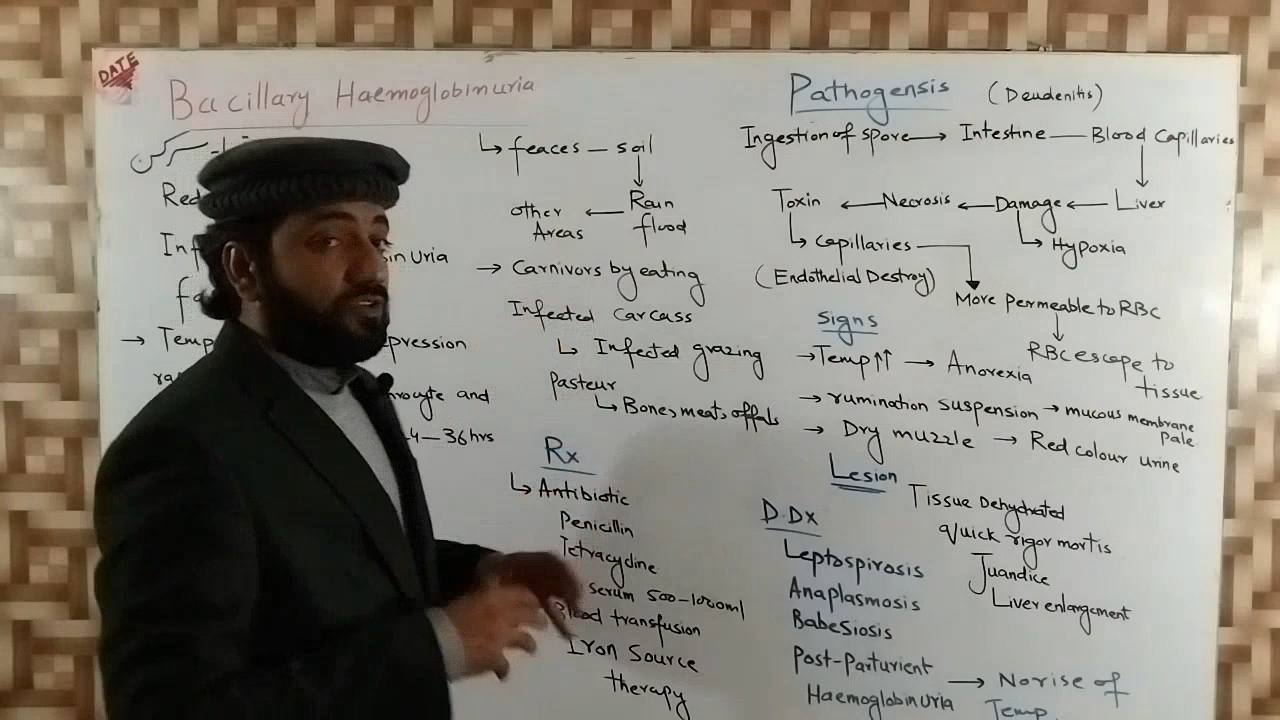 DATE
Bacillary Haemoglobinuria
Red
Inf
inuria
fa
→ Temp
pression
ra
rocyte and
4 – 36 hrs
↳ feaces – soil
Rain
flood
other
Areas
→ Carnivors by eating
Infected carcass
↳ Infected grazing
Pasteur
↳ Bones, meats, offals
Rx
↳ Antibiotic
Penicillin
Tetracycline
serum 500-1000ml
Blood transfusion
Iron Source
therapy
Pathogensis (Deudenitis)
Ingestion of spore → Intestine — Blood Capillaries
Toxin ← Necrosis ← Damage ← Liver
↳ Capillaries
↳ Hypoxia
(Endothelial Destroy)
More permeable to RBC
RBC escape to
tissue
Signs
→ Temp ↑↑ → Anorexia
→ rumination suspension → mucous membrane
pale
→ Dry muzzle → Red colour urine
Lesion
Tissue Dehydrated
quick rigor mortis
Juandice
Liver enlargement
D.Dx
Leptospirosis
Anaplasmosis
Babesiosis
Post-Parturient
Haemoglobinuria → No rise of
Temp